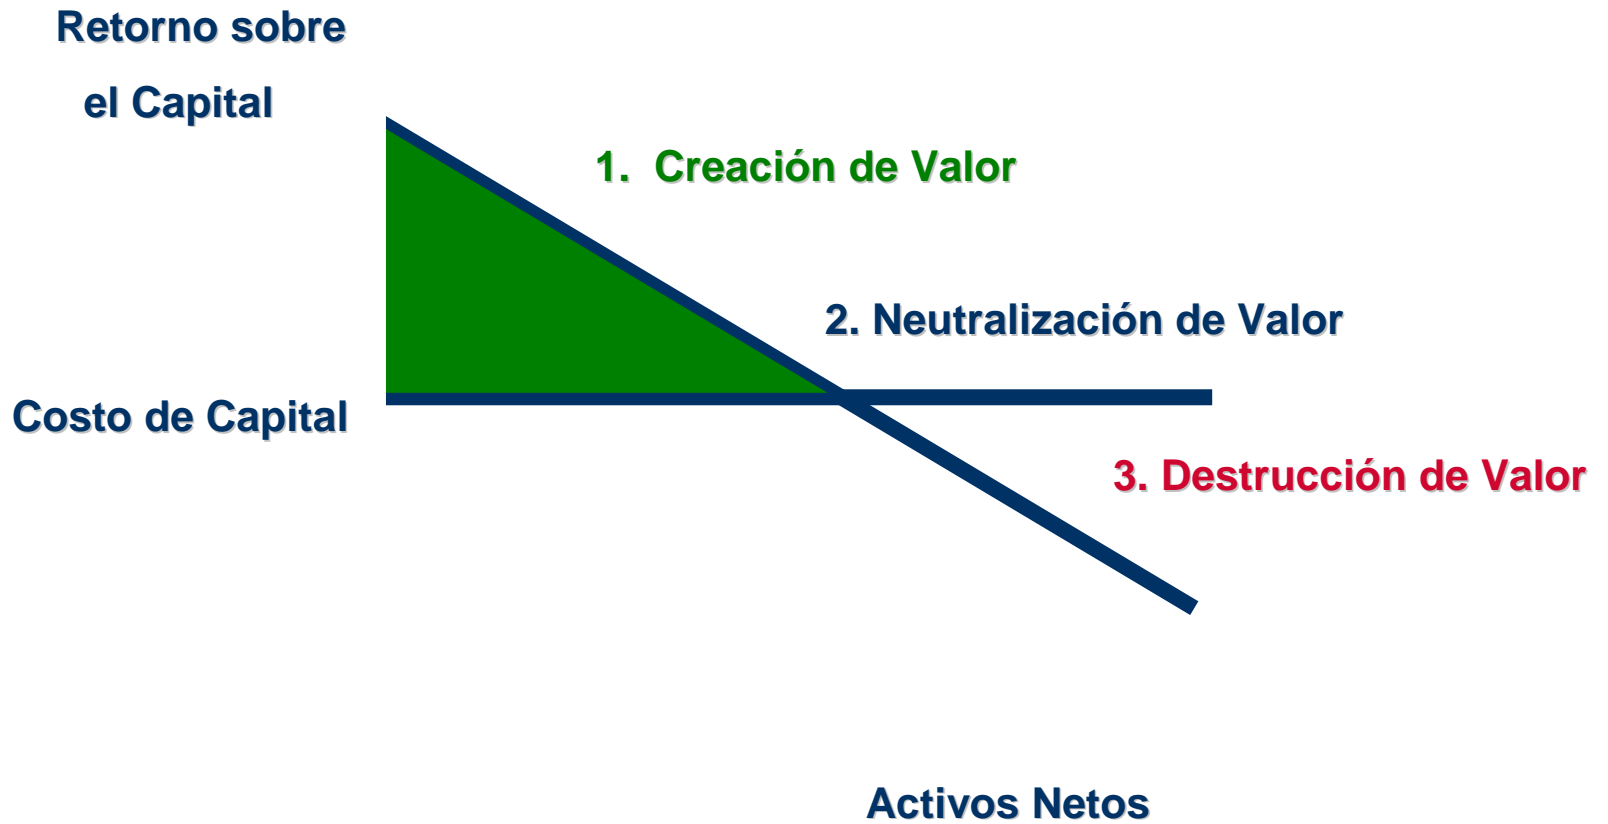 Retorno sobre
el Capital
1. Creación de Valor
2. Neutralización de Valor
Costo de Capital
3. Destrucción de Valor
Activos Netos